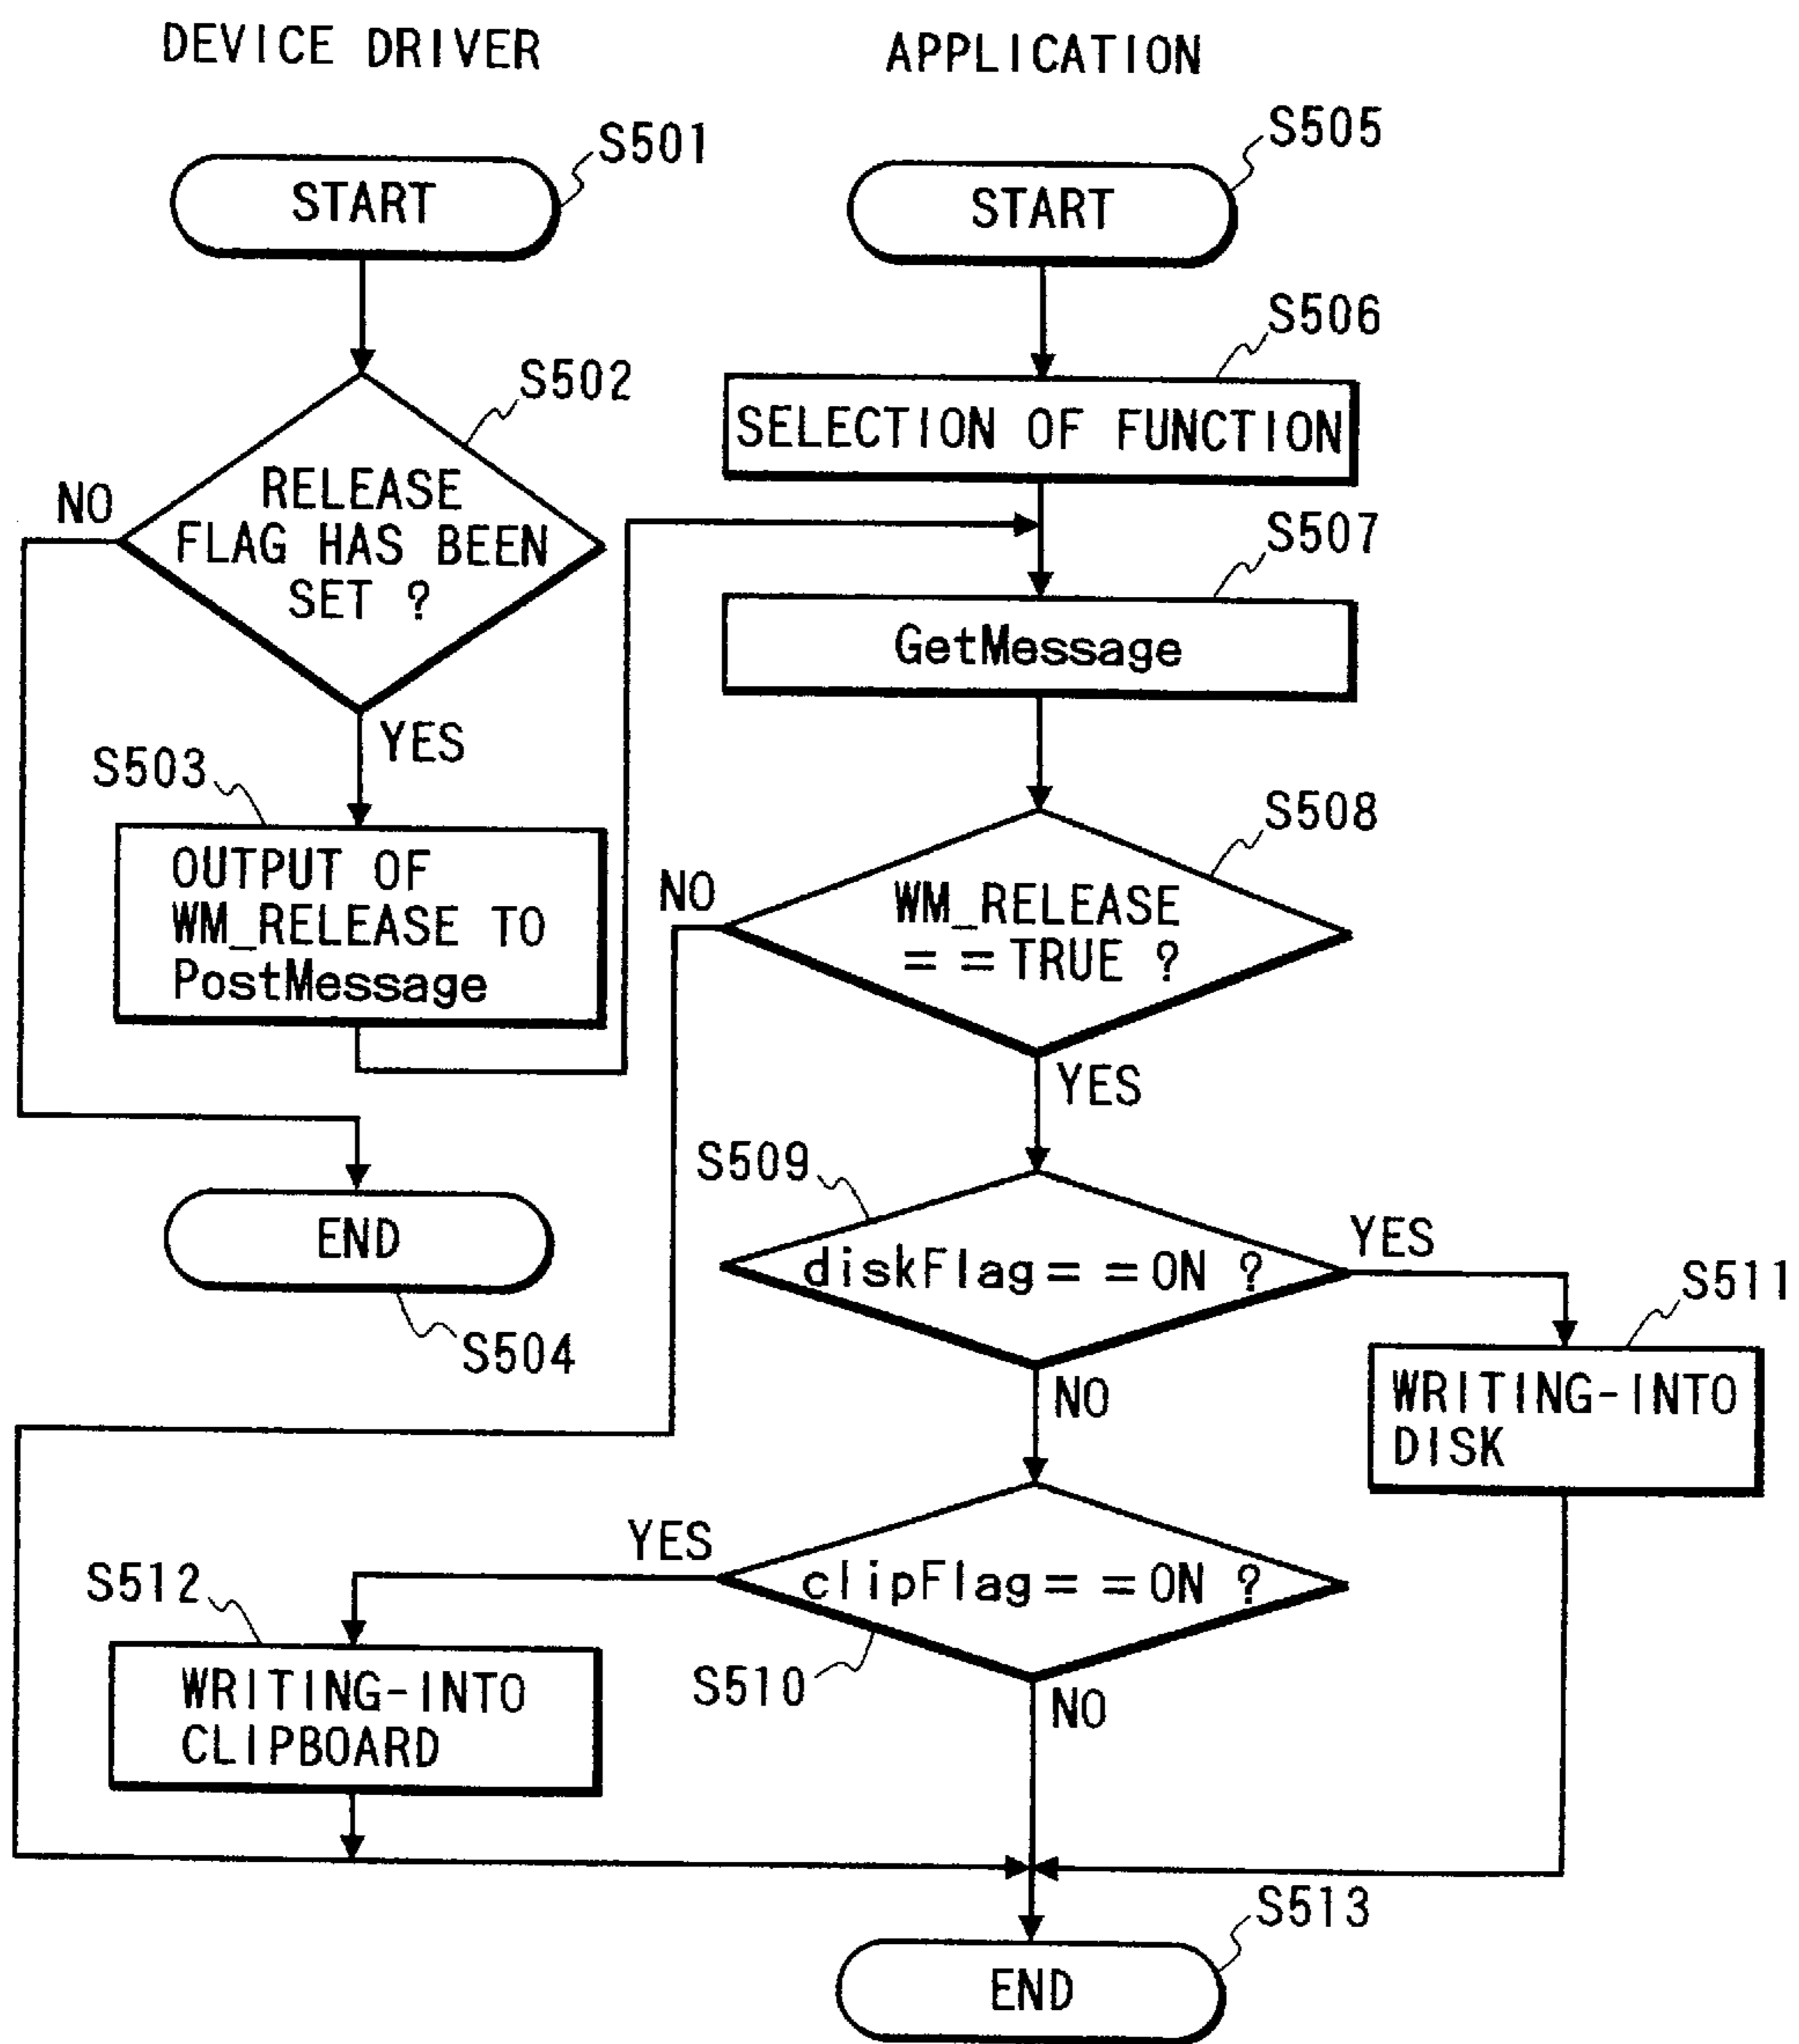 DEVICE DRIVER
S501
START
S502
RELEASE
FLAG HAS BEEN
SET ?
NO
YES
S503
OUTPUT OF
WM_RELEASE TO
PostMessage
END
S504
APPLICATION
S505
START
S506
SELECTION OF FUNCTION
S507
GetMessage
S508
WM_RELEASE
= = TRUE ?
NO
YES
S509
diskFlag = = ON ?
YES
S511
WRITING-INTO
DISK
NO
clipFlag = = ON ?
S510
YES
S512
WRITING-INTO
CLIPBOARD
NO
S513
END